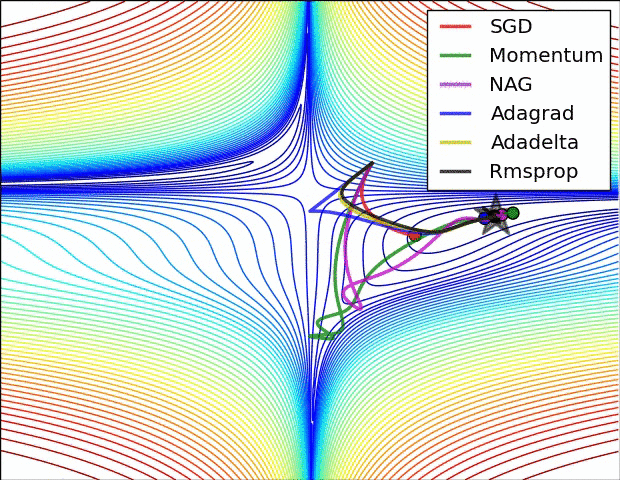 SGD
Momentum
NAG
Adagrad
Adadelta
Rmsprop